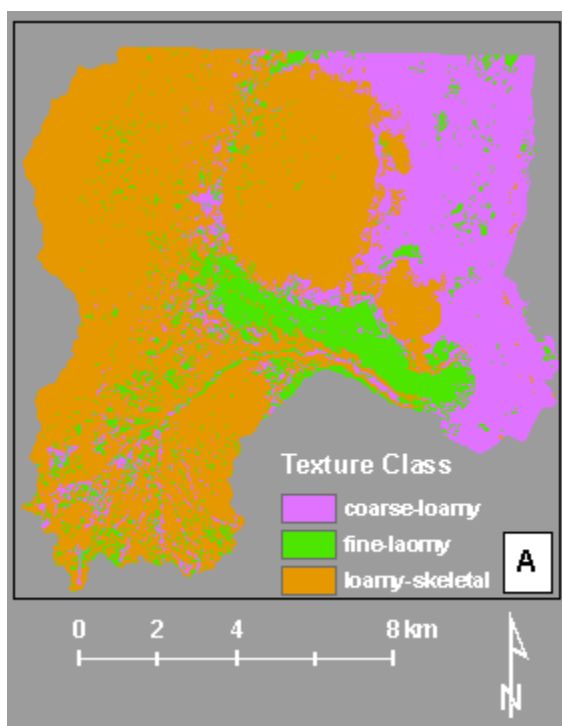 Texture Class
coarse-loamy
fine-laomy
loamy-skeletal
A
0 2 4 8 km
N